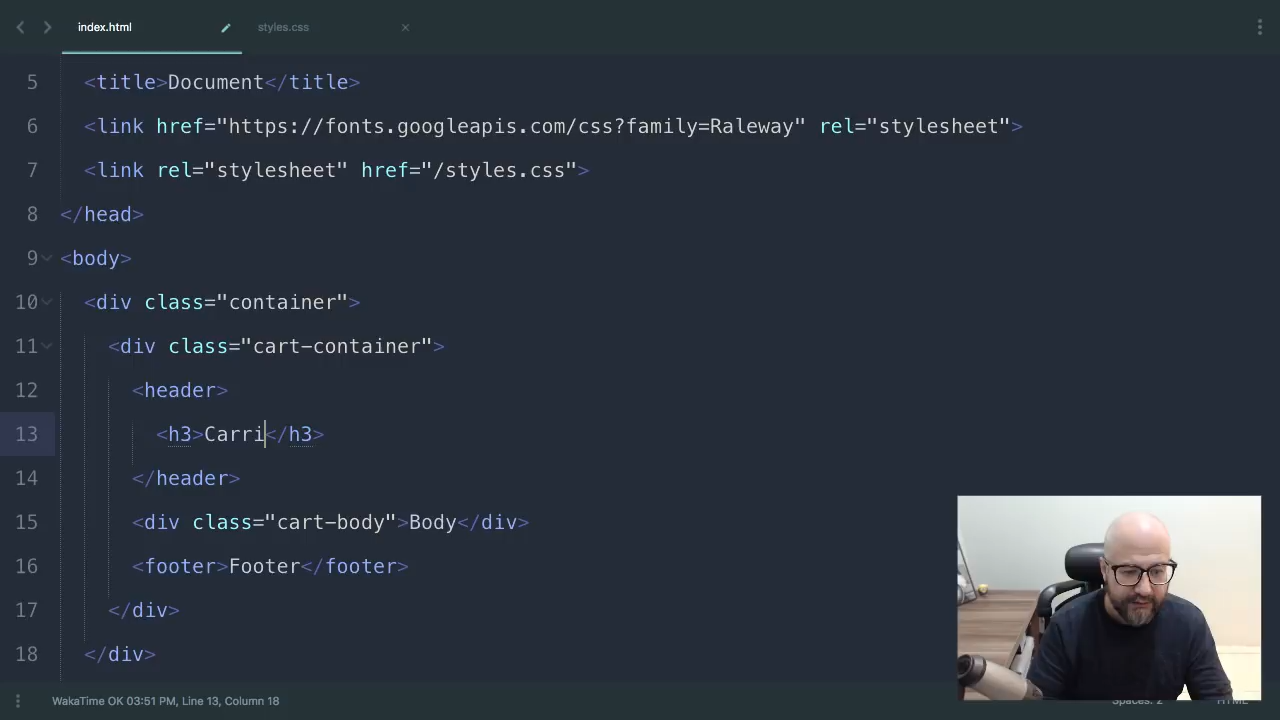 index.html styles.css
5 <title>Document</title>
6 <link href="https://fonts.googleapis.com/css?family=Raleway" rel="stylesheet">
7 <link rel="stylesheet" href="/styles.css">
8 </head>
9 <body>
10 <div class="container">
11 <div class="cart-container">
12 <header>
13 <h3>Carri</h3>
14 </header>
15 <div class="cart-body">Body</div>
16 <footer>Footer</footer>
17 </div>
18 </div>
WakaTime OK 03:51 PM, Line 13, Column 18 Spaces: 2 HTML